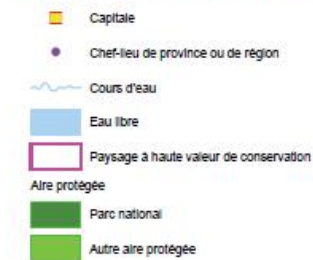 Capitale
Chef-lieu de province ou de région
Cours d'eau
Eau libre
Paysage à haute valeur de conservation
Aire protégée
Parc national
Autre aire protégée